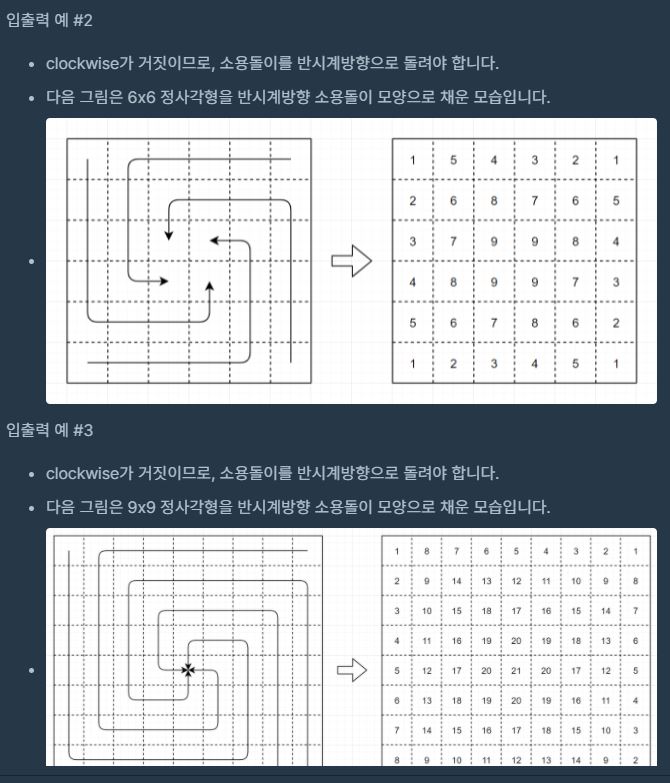 입출력 예 #2
clockwise가 거짓이므로, 소용돌이를 반시계방향으로 돌려야 합니다.
다음 그림은 6x6 정사각형을 반시계방향 소용돌이 모양으로 채운 모습입니다.
1 5 4 3 2 1
2 6 8 7 6 5
3 7 9 9 8 4
4 8 9 9 7 3
5 6 7 8 6 2
1 2 3 4 5 1
입출력 예 #3
clockwise가 거짓이므로, 소용돌이를 반시계방향으로 돌려야 합니다.
다음 그림은 9x9 정사각형을 반시계방향 소용돌이 모양으로 채운 모습입니다.
1 8 7 6 5 4 3 2 1
2 9 14 13 12 11 10 9 8
3 10 15 18 17 16 15 14 7
4 11 16 19 20 19 18 13 6
5 12 17 20 21 20 17 12 5
6 13 18 19 20 19 16 11 4
7 14 15 16 17 18 15 10 3
8 9 10 11 12 13 14 9 2